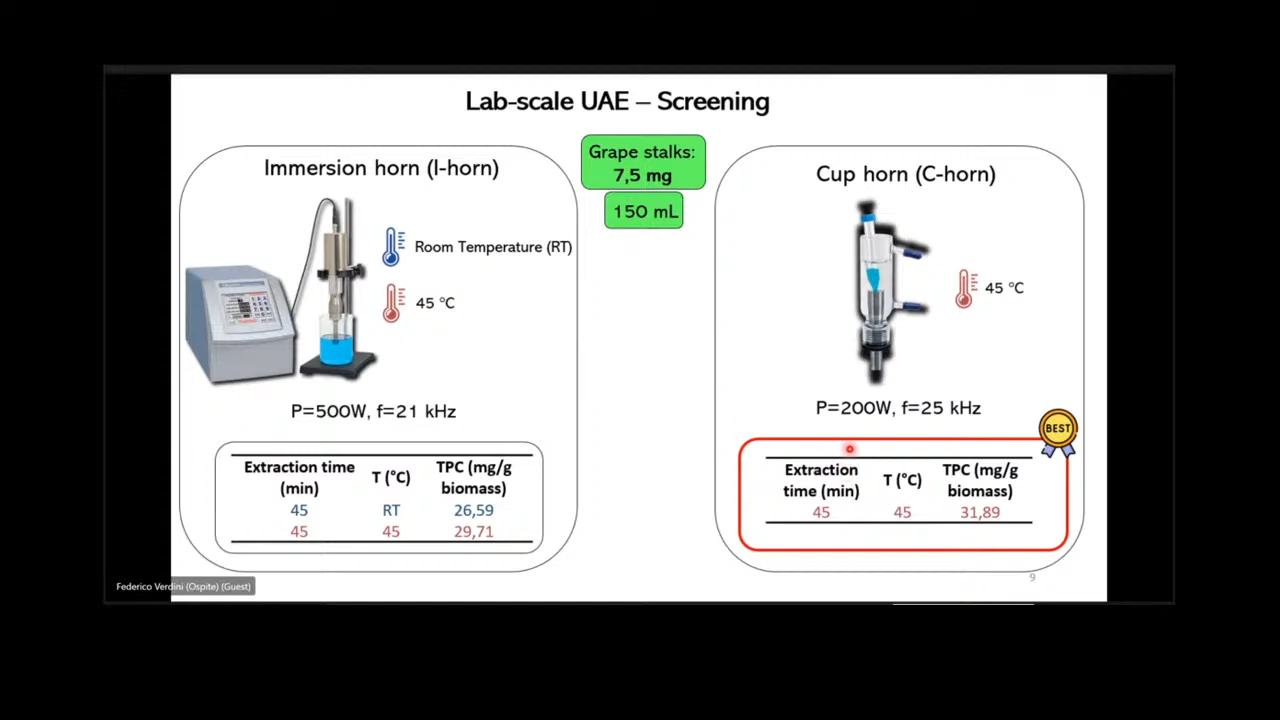 Lab-scale UAE – Screening
Immersion horn (I-horn)
Room Temperature (RT)
45 °C
P=500W, f=21 kHz
Extraction time (min) T (°C) TPC (mg/g biomass)
45 RT 26,59
45 45 29,71
Grape stalks:
7,5 mg
150 mL
Cup horn (C-horn)
45 °C
P=200W, f=25 kHz
BEST
Extraction time (min) T (°C) TPC (mg/g biomass)
45 45 31,89
9
Federico Verdini (Ospite) (Guest)